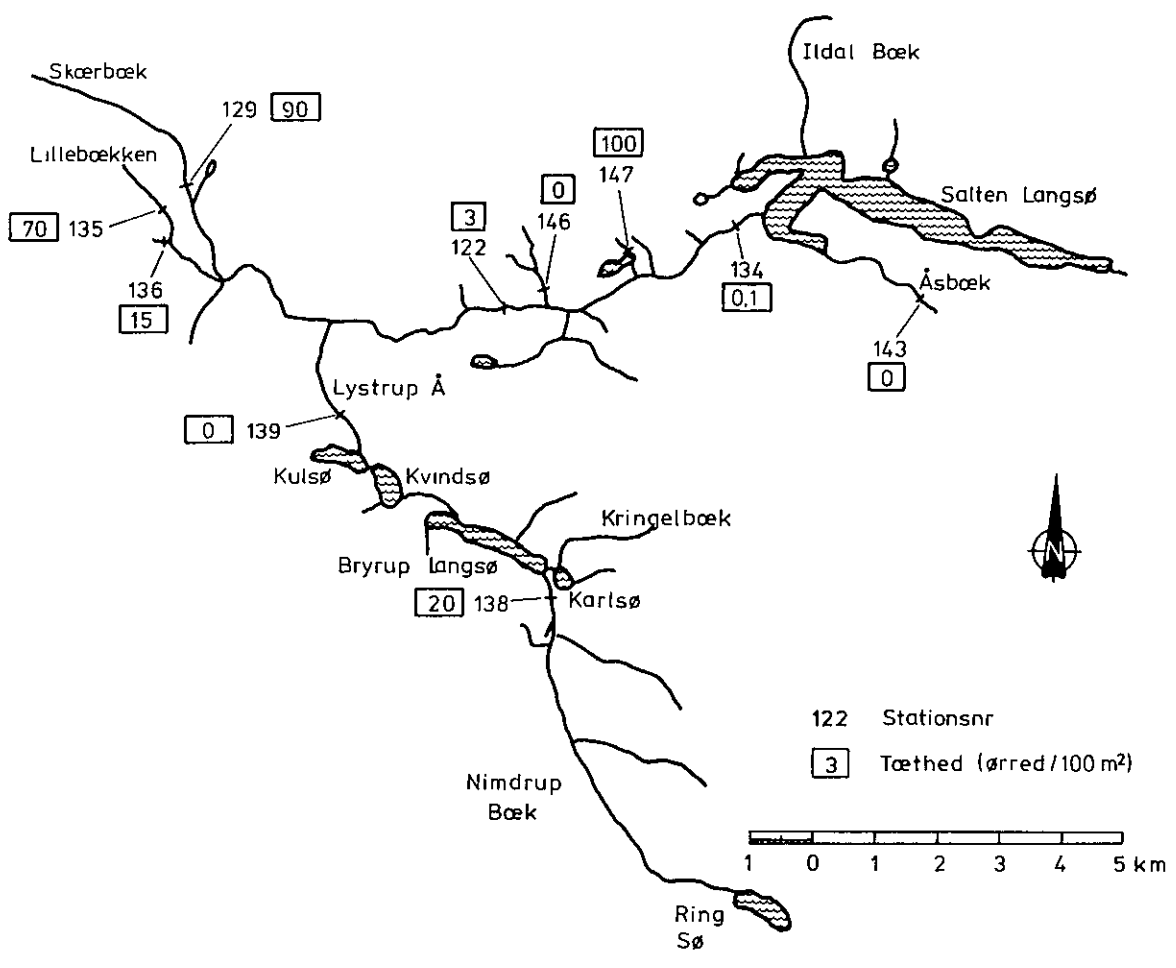 Ildal Bæk
Skærbæk
129 90
Lillebækken
100
147
0
146
Salten Langsø
70 135
3
122
134
0,1
Åsbæk
136
15
143
0
Lystrup Å
0 139
Kulsø
Kvindsø
Kringelbæk
Bryrup Langsø
N
20 138
Karlsø
122 Stationsnr
3 Tæthed (ørred/100 m²)
Nimdrup
Bæk
1 0 1 2 3 4 5 km
Ring
Sø